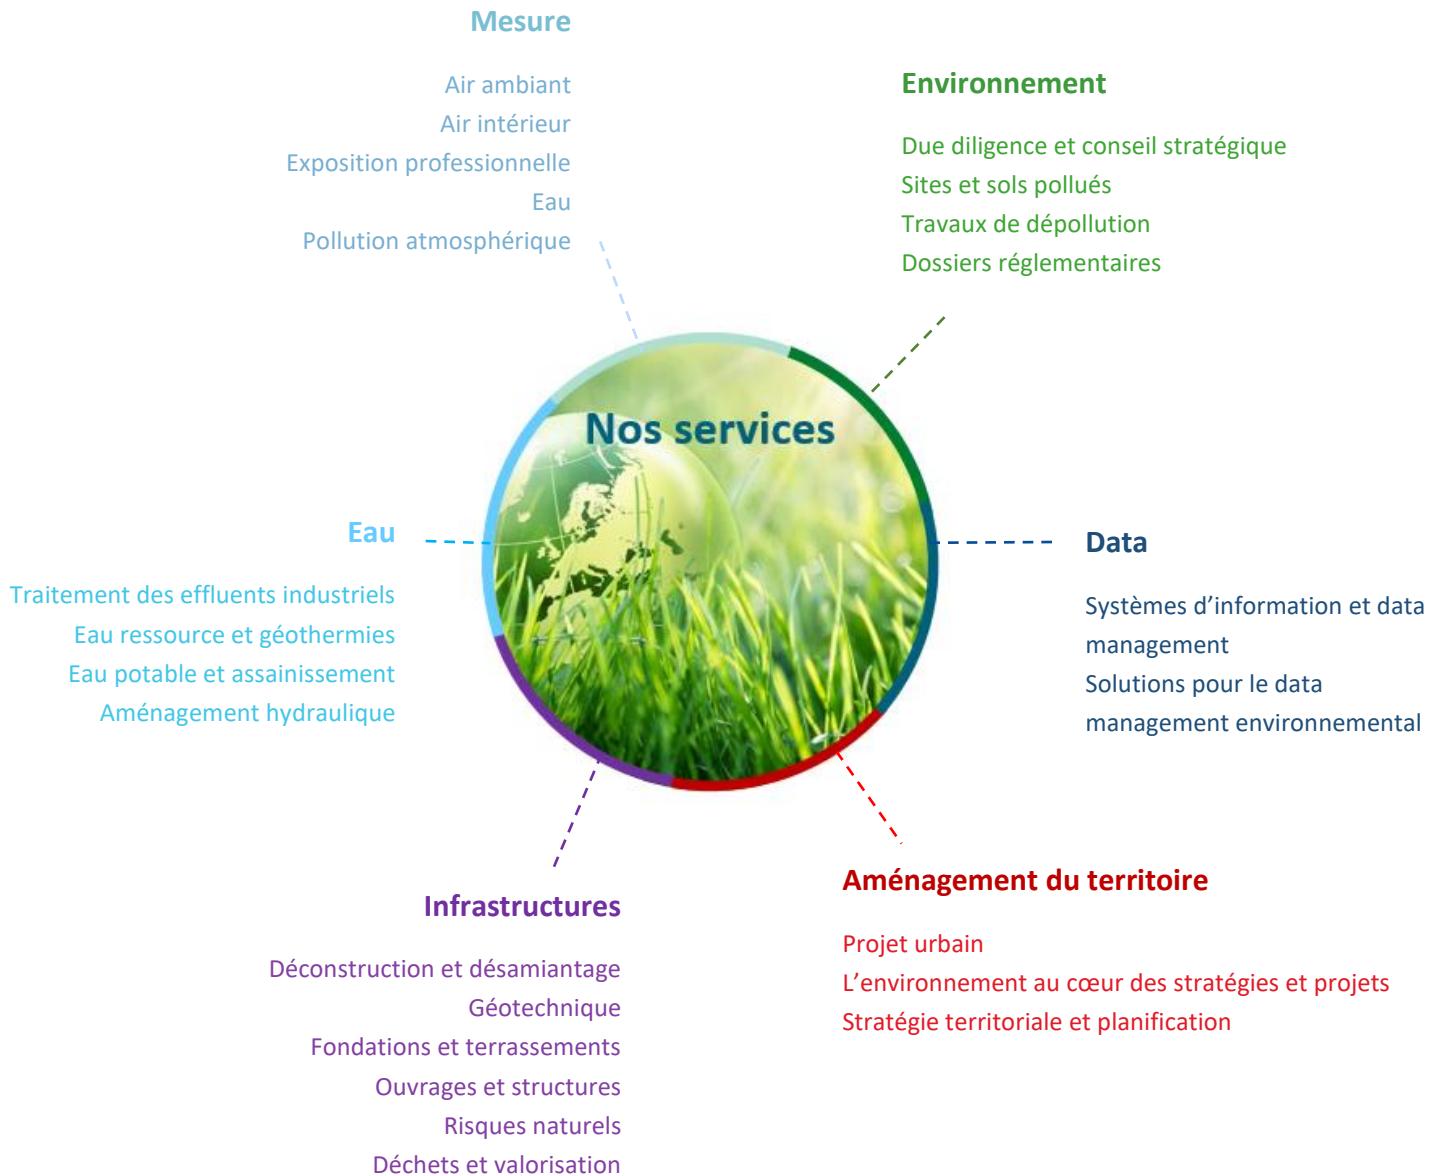 Mesure
Air ambiant
Air intérieur
Exposition professionnelle
Eau
Pollution atmosphérique
Environnement
Due diligence et conseil stratégique
Sites et sols pollués
Travaux de dépollution
Dossiers réglementaires
Nos services
Eau
Traitement des effluents industriels
Eau ressource et géothermies
Eau potable et assainissement
Aménagement hydraulique
Data
Systèmes d’information et data
management
Solutions pour le data
management environnemental
Infrastructures
Déconstruction et désamiantage
Géotechnique
Fondations et terrassements
Ouvrages et structures
Risques naturels
Déchets et valorisation
Aménagement du territoire
Projet urbain
L’environnement au cœur des stratégies et projets
Stratégie territoriale et planification